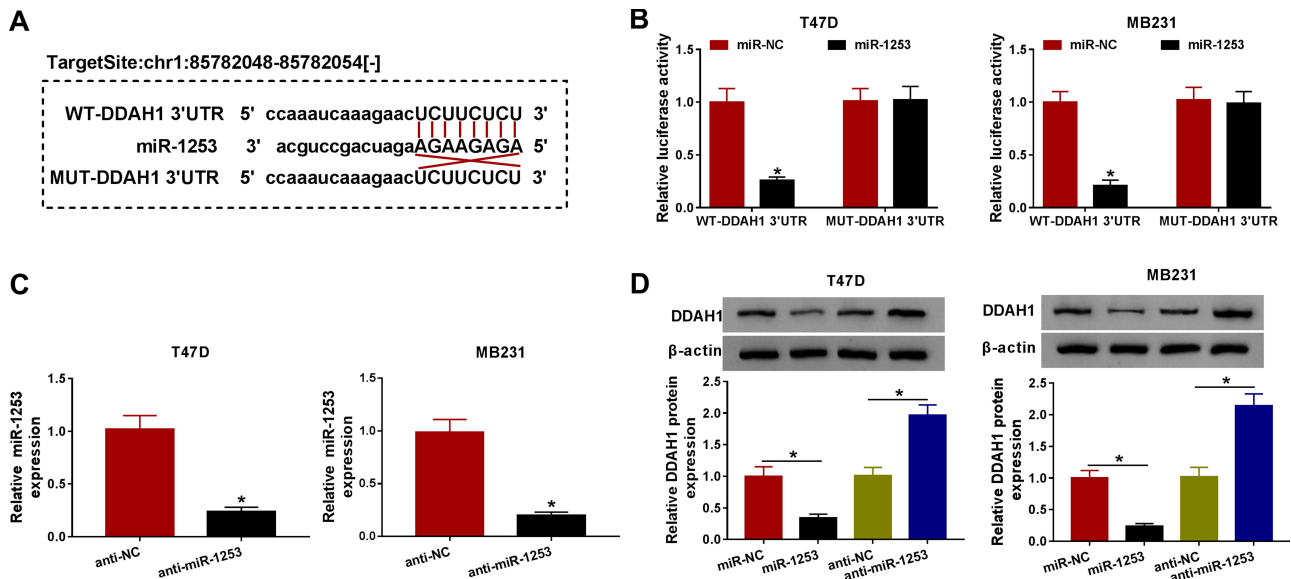 A
TargetSite:chr1:85782048-85782054[-]
WT-DDAH1 3'UTR 5' ccaaaucaaagaacUCUUCUCU 3'
miR-1253 3' acguccgacuagaAGAAGAGA 5'
MUT-DDAH1 3'UTR 5' ccaaaucaaagaacUCUUCUCU 3'
B
T47D
miR-NC miR-1253
Relative luciferase activity
1.5
1.0
0.5
0.0
*
WT-DDAH1 3'UTR MUT-DDAH1 3'UTR
MB231
miR-NC miR-1253
Relative luciferase activity
1.5
1.0
0.5
0.0
*
WT-DDAH1 3'UTR MUT-DDAH1 3'UTR
C
T47D
Relative miR-1253
expression
1.5
1.0
0.5
0.0
*
anti-NC anti-miR-1253
MB231
Relative miR-1253
expression
1.5
1.0
0.5
0.0
*
anti-NC anti-miR-1253
D
T47D
DDAH1
β-actin
Relative DDAH1 protein
expression
2.5
2.0
1.5
1.0
0.5
0.0
*
*
miR-NC miR-1253 anti-NC anti-miR-1253
MB231
DDAH1
β-actin
Relative DDAH1 protein
expression
2.5
2.0
1.5
1.0
0.5
0.0
*
*
miR-NC miR-1253 anti-NC anti-miR-1253